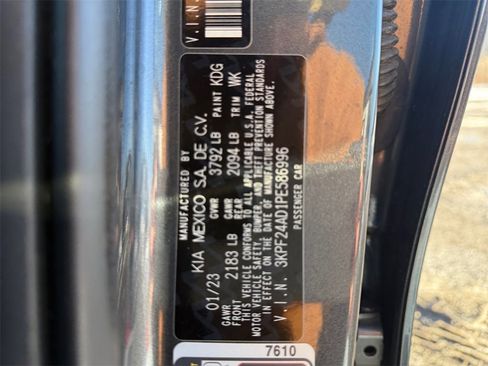 MANUFACTURED BY
KIA MEXICO S.A. DE C.V.
01/23 GVWR 3792 LB PAINT KDG
GAWR FRONT 2183 LB GAWR REAR 2094 LB TRIM WK
THIS VEHICLE CONFORMS TO ALL APPLICABLE U.S.A. FEDERAL
MOTOR VEHICLE SAFETY, BUMPER, AND THEFT PREVENTION STANDARDS
IN EFFECT ON THE DATE OF MANUFACTURE SHOWN ABOVE.
V.I.N. 3KPF24AD1PE586996
PASSENGER CAR
V.I.N.
7610